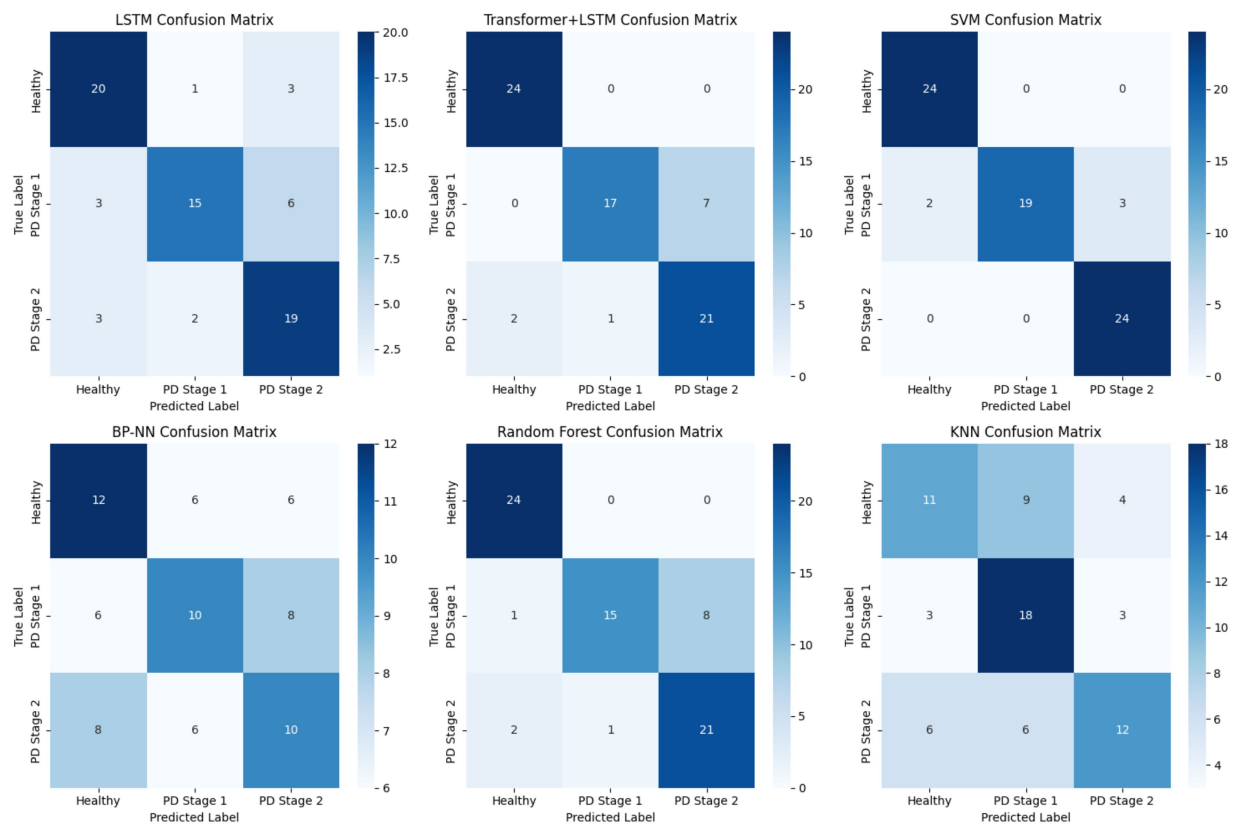 LSTM Confusion Matrix
Healthy
PD Stage 1
PD Stage 2
True Label
20 1 3
3 15 6
3 2 19
Healthy PD Stage 1 PD Stage 2
Predicted Label
20.0
17.5
15.0
12.5
10.0
7.5
5.0
2.5
Transformer+LSTM Confusion Matrix
Healthy
PD Stage 1
PD Stage 2
True Label
24 0 0
0 17 7
2 1 21
Healthy PD Stage 1 PD Stage 2
Predicted Label
20
15
10
5
0
SVM Confusion Matrix
Healthy
PD Stage 1
PD Stage 2
True Label
24 0 0
2 19 3
0 0 24
Healthy PD Stage 1 PD Stage 2
Predicted Label
20
15
10
5
0
BP-NN Confusion Matrix
Healthy
PD Stage 1
PD Stage 2
True Label
12 6 6
6 10 8
8 6 10
Healthy PD Stage 1 PD Stage 2
Predicted Label
12
11
10
9
8
7
6
Random Forest Confusion Matrix
Healthy
PD Stage 1
PD Stage 2
True Label
24 0 0
1 15 8
2 1 21
Healthy PD Stage 1 PD Stage 2
Predicted Label
20
15
10
5
0
KNN Confusion Matrix
Healthy
PD Stage 1
PD Stage 2
True Label
11 9 4
3 18 3
6 6 12
Healthy PD Stage 1 PD Stage 2
Predicted Label
18
16
14
12
10
8
6
4